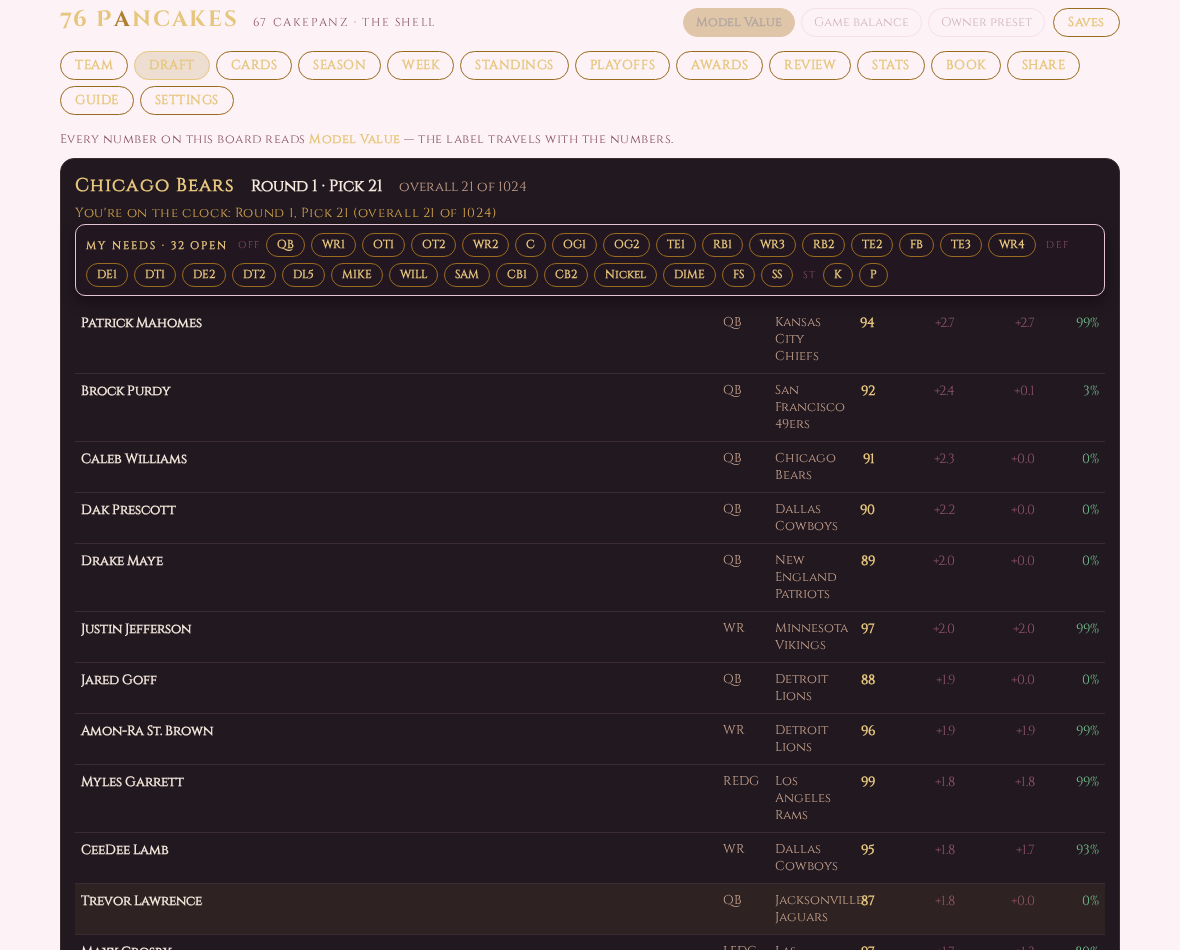 76 PANCAKES 67 CAKEPANZ · THE SHELL Model Value Game balance Owner preset SAVES
TEAM DRAFT CARDS SEASON WEEK STANDINGS PLAYOFFS AWARDS REVIEW STATS BOOK SHARE
GUIDE SETTINGS
Every number on this board reads Model Value — the label travels with the numbers.
Chicago Bears Round 1 · Pick 21 OVERALL 21 OF 1024
You're on the clock: Round 1, Pick 21 (overall 21 of 1024)
MY NEEDS · 32 OPEN OFF QB WR1 OT1 OT2 WR2 C OG1 OG2 TE1 RB1 WR3 RB2 TE2 FB TE3 WR4 DEF
DE1 DT1 DE2 DT2 DL5 MIKE WILL SAM CB1 CB2 Nickel DIME FS SS ST K P
Patrick Mahomes QB Kansas City Chiefs 94 +2.7 +2.7 99%
Brock Purdy QB San Francisco 49ers 92 +2.4 +0.1 3%
Caleb Williams QB Chicago Bears 91 +2.3 +0.0 0%
Dak Prescott QB Dallas Cowboys 90 +2.2 +0.0 0%
Drake Maye QB New England Patriots 89 +2.0 +0.0 0%
Justin Jefferson WR Minnesota Vikings 97 +2.0 +2.0 99%
Jared Goff QB Detroit Lions 88 +1.9 +0.0 0%
Amon-Ra St. Brown WR Detroit Lions 96 +1.9 +1.9 99%
Myles Garrett REDG Los Angeles Rams 99 +1.8 +1.8 99%
CeeDee Lamb WR Dallas Cowboys 95 +1.8 +1.7 93%
Trevor Lawrence QB Jacksonville Jaguars 87 +1.8 +0.0 0%